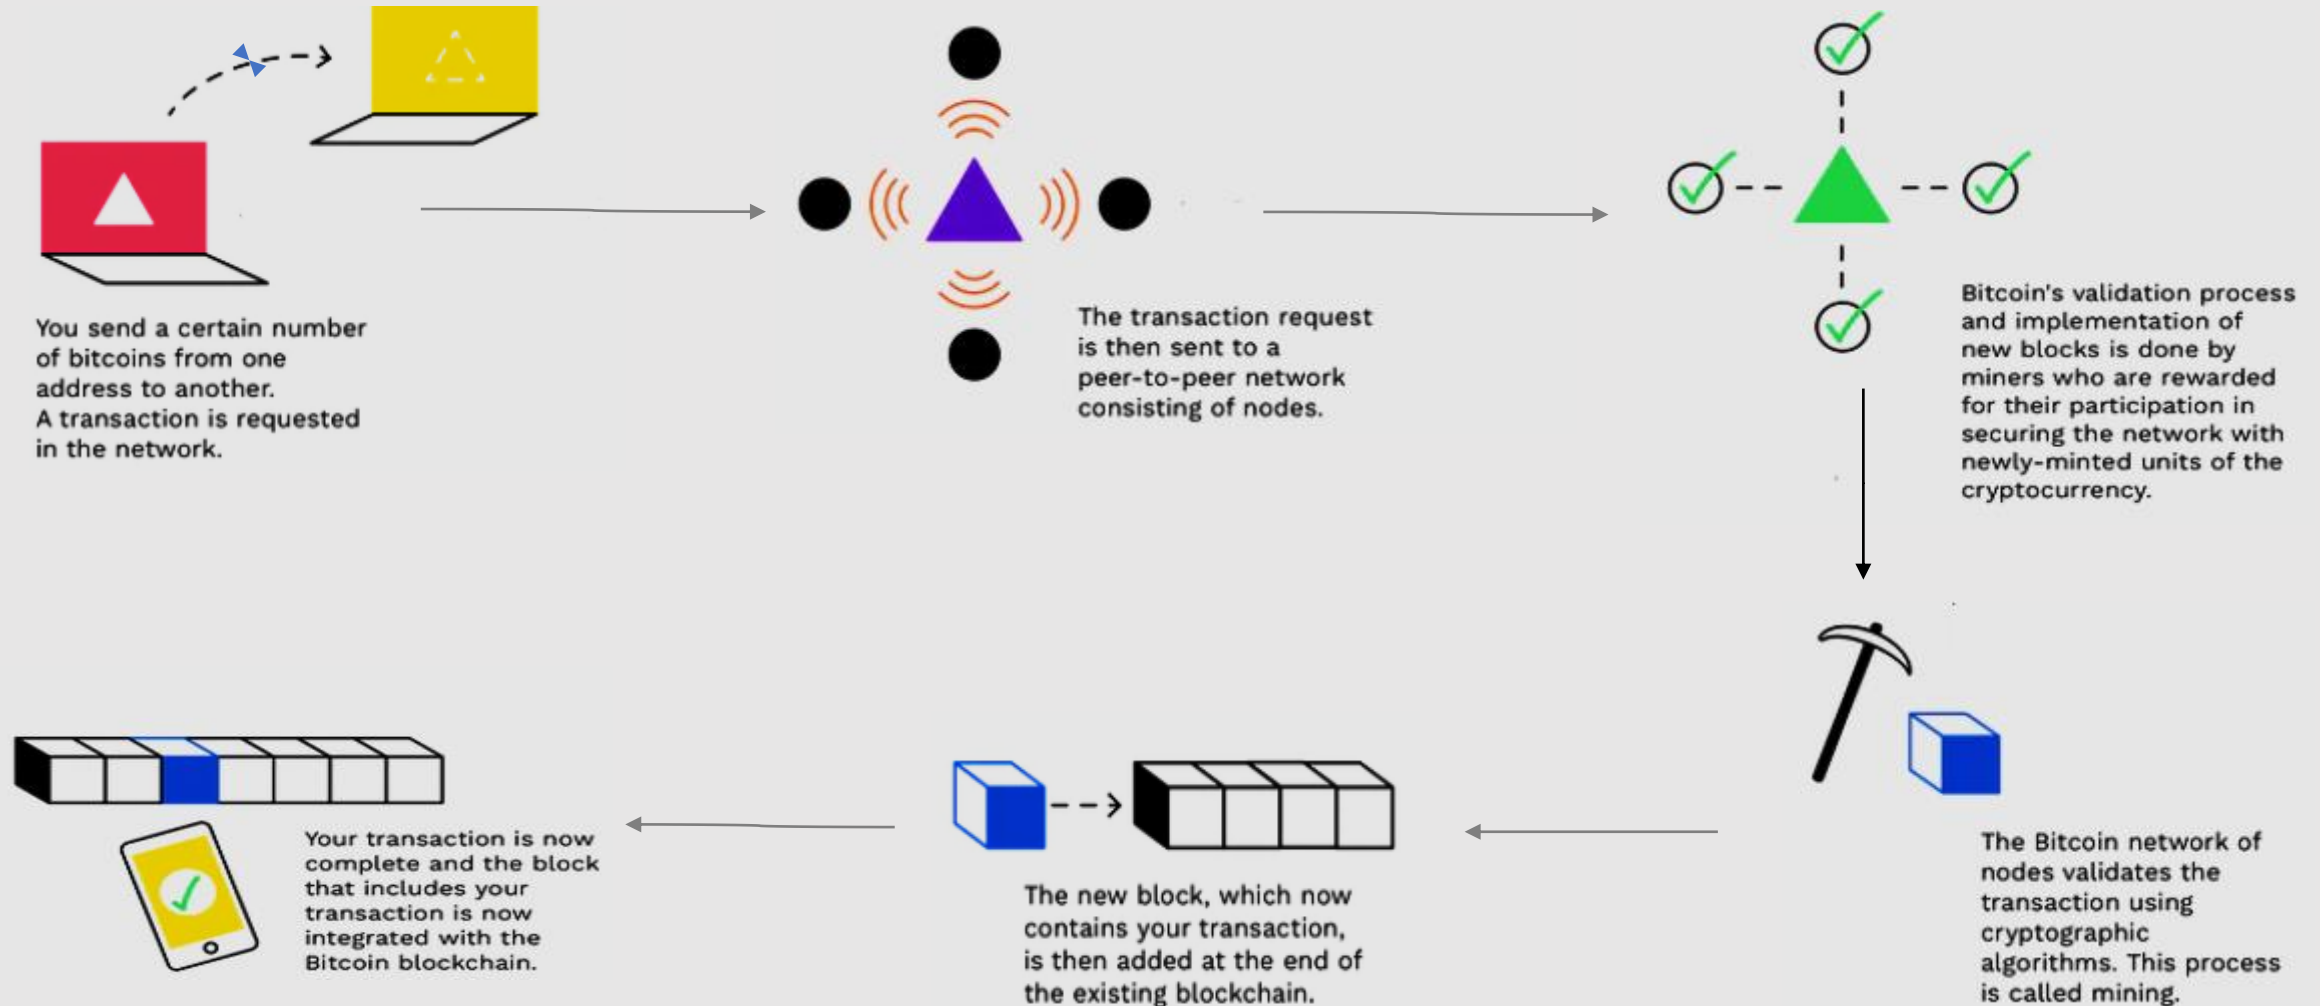 You send a certain number
of bitcoins from one
address to another.
A transaction is requested
in the network.
The transaction request
is then sent to a
peer-to-peer network
consisting of nodes.
Bitcoin's validation process
and implementation of
new blocks is done by
miners who are rewarded
for their participation in
securing the network with
newly-minted units of the
cryptocurrency.
The Bitcoin network of
nodes validates the
transaction using
cryptographic
algorithms. This process
is called mining.
The new block, which now
contains your transaction,
is then added at the end of
the existing blockchain.
Your transaction is now
complete and the block
that includes your
transaction is now
integrated with the
Bitcoin blockchain.